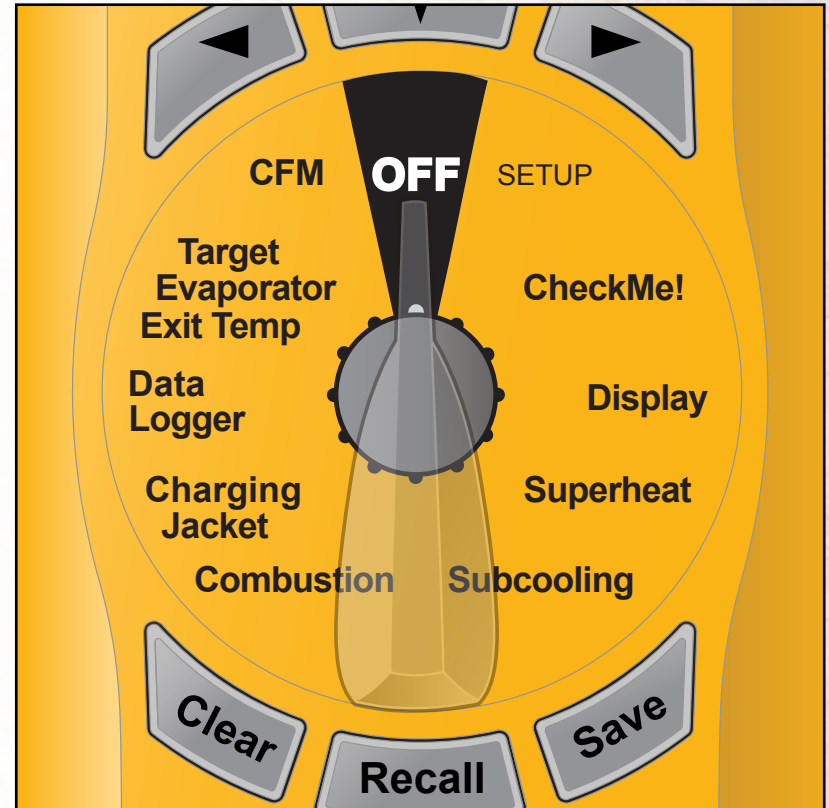 CFM
OFF
SETUP
Target
Evaporator
Exit Temp
CheckMe!
Data
Logger
Display
Charging
Jacket
Superheat
Combustion
Subcooling
Clear
Recall
Save